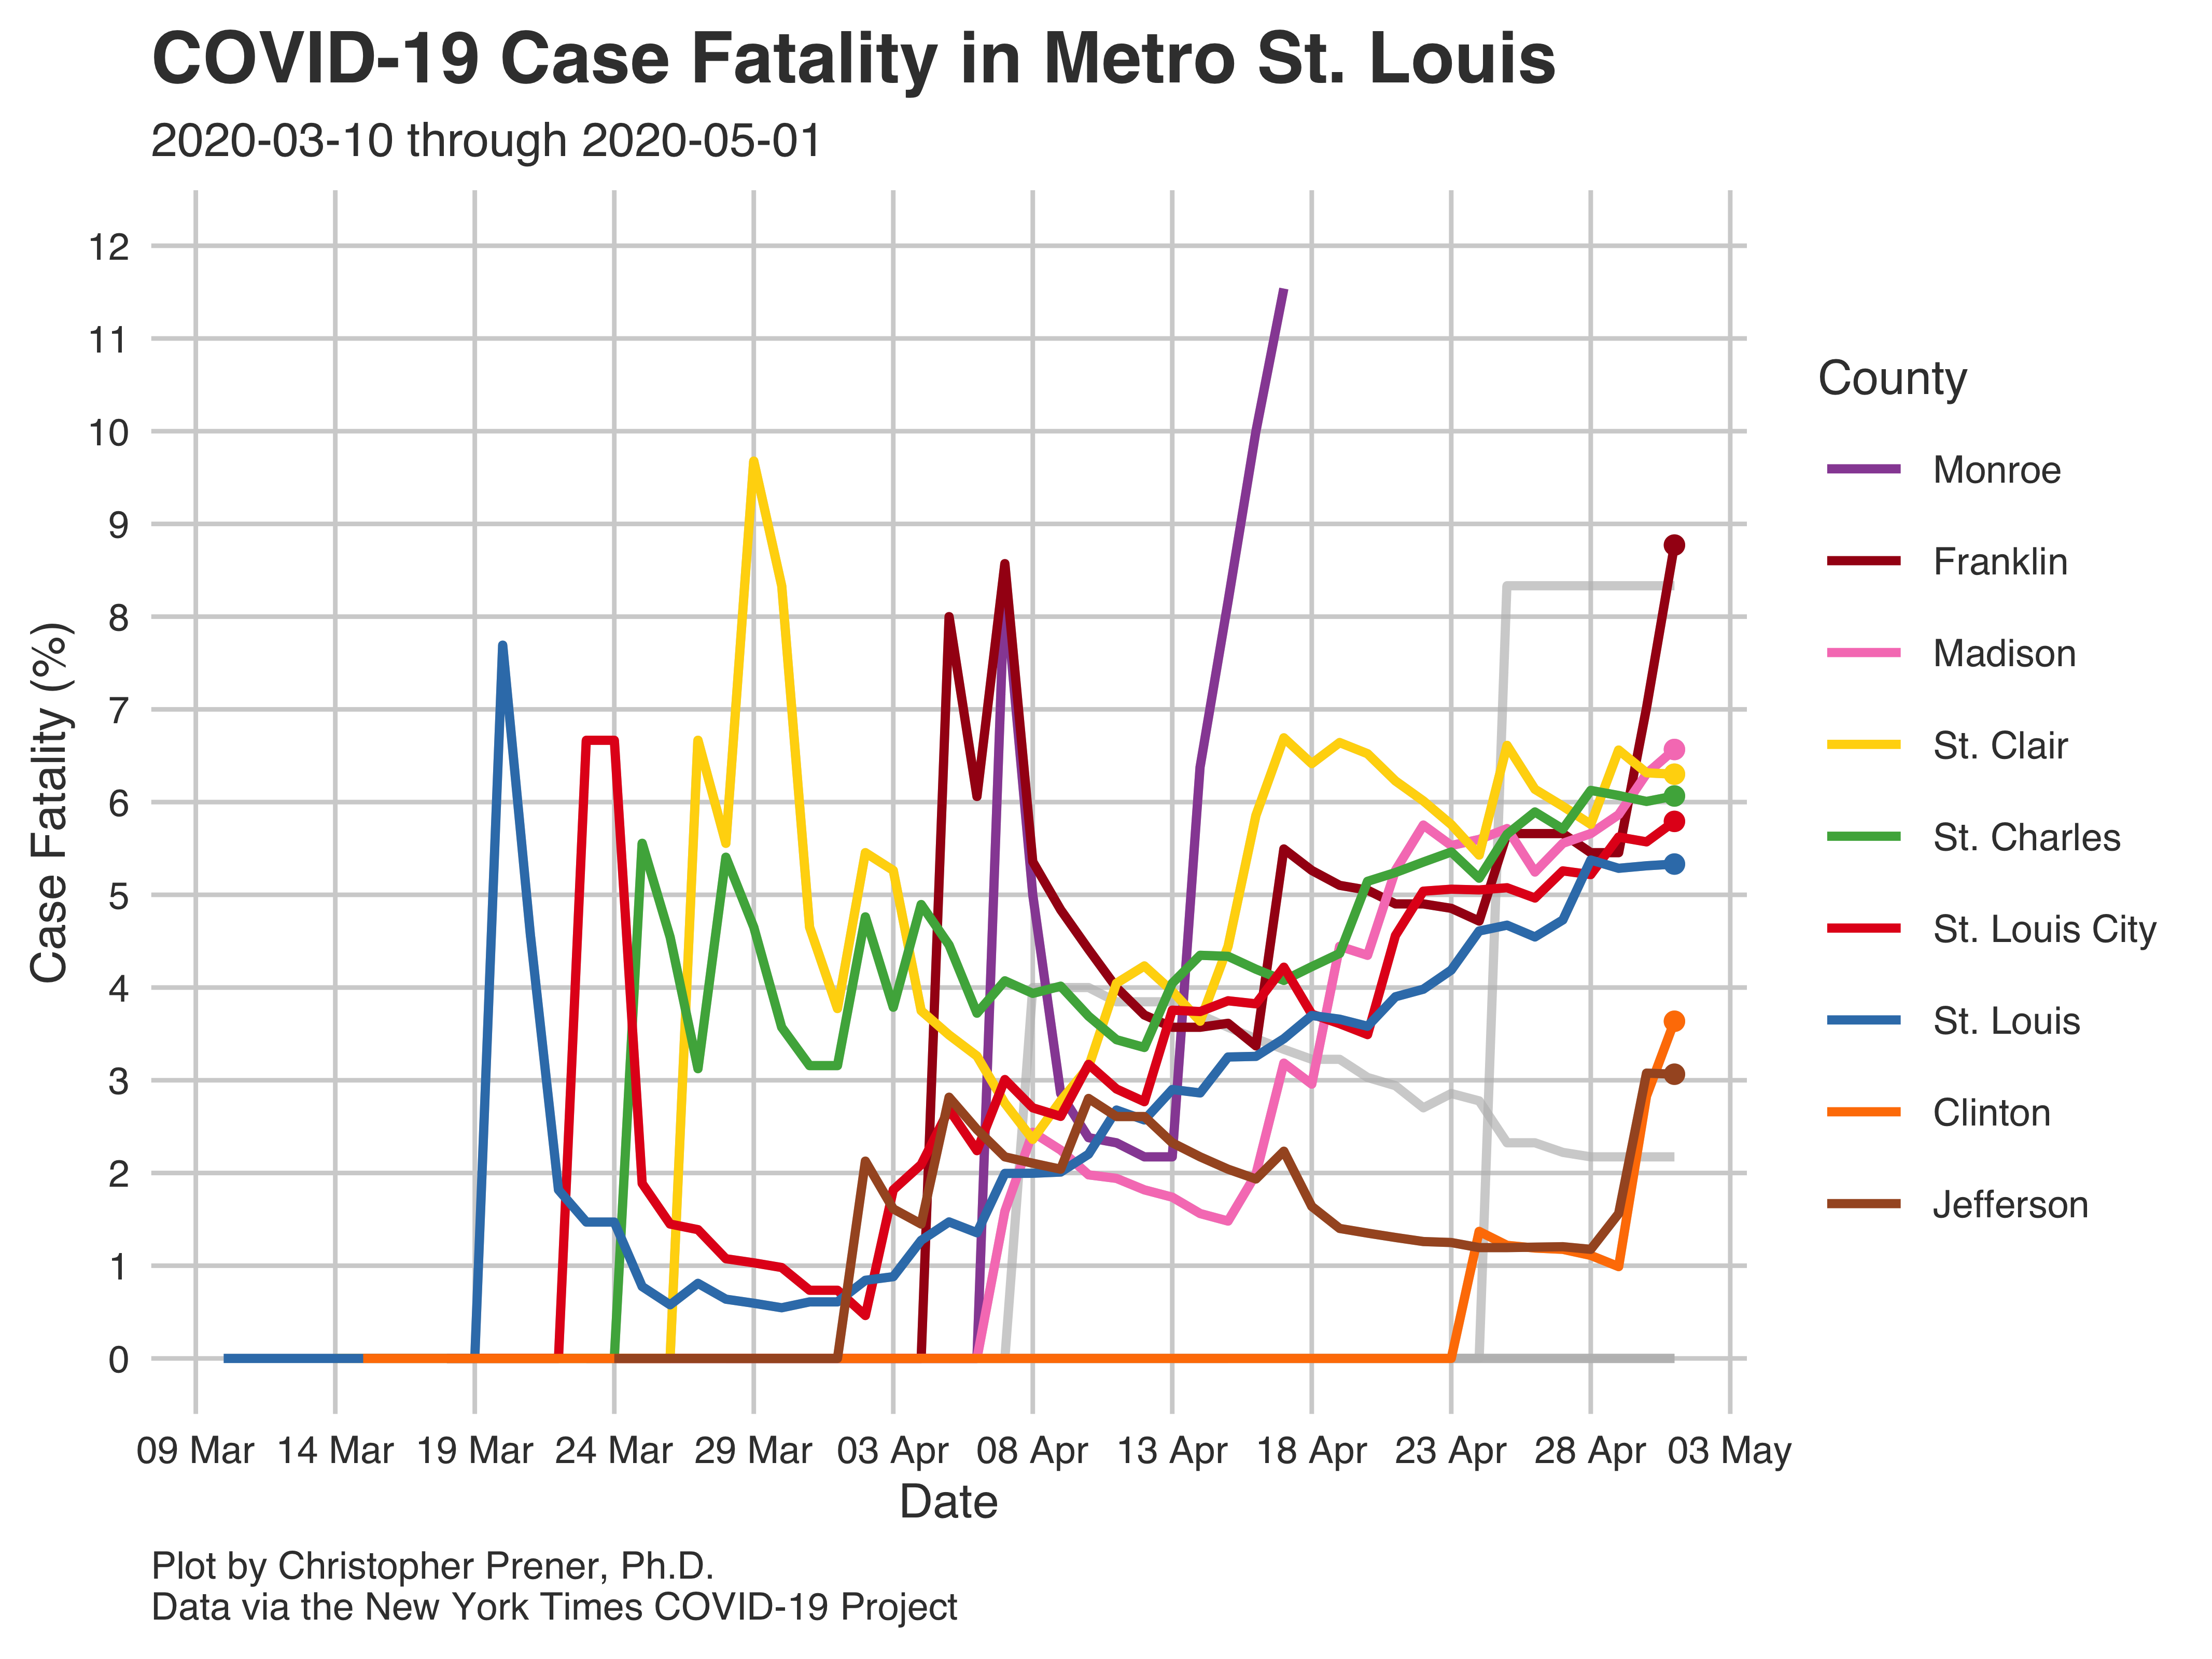 COVID-19 Case Fatality in Metro St. Louis
2020-03-10 through 2020-05-01
Case Fatality (%)
12
11
10
9
8
7
6
5
4
3
2
1
0
09 Mar 14 Mar 19 Mar 24 Mar 29 Mar 03 Apr 08 Apr 13 Apr 18 Apr 23 Apr 28 Apr 03 May
Date
County
Monroe
Franklin
Madison
St. Clair
St. Charles
St. Louis City
St. Louis
Clinton
Jefferson
Plot by Christopher Prener, Ph.D.
Data via the New York Times COVID-19 Project